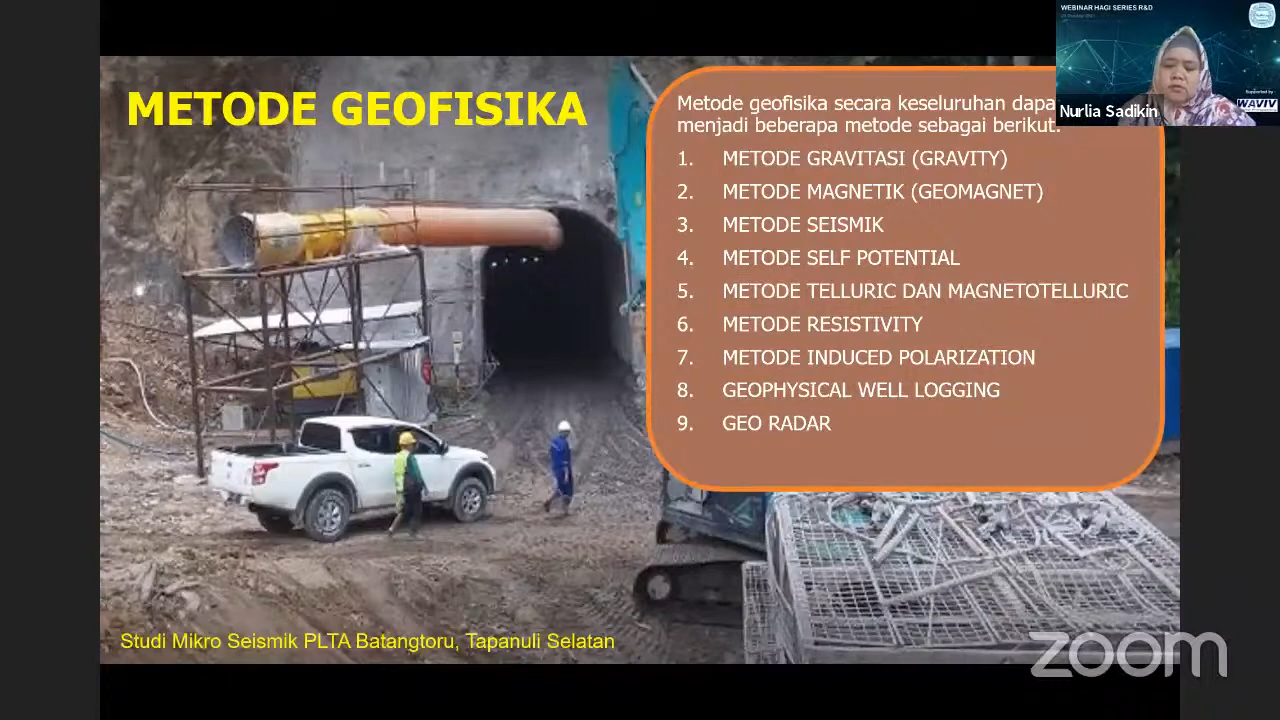 WEBINAR HAGI SERIES R&D
Supported by :
WAVIV
Nurlia Sadikin
METODE GEOFISIKA
Metode geofisika secara keseluruhan dapa
menjadi beberapa metode sebagai berikut:
1. METODE GRAVITASI (GRAVITY)
2. METODE MAGNETIK (GEOMAGNET)
3. METODE SEISMIK
4. METODE SELF POTENTIAL
5. METODE TELLURIC DAN MAGNETOTELLURIC
6. METODE RESISTIVITY
7. METODE INDUCED POLARIZATION
8. GEOPHYSICAL WELL LOGGING
9. GEO RADAR
Studi Mikro Seismik PLTA Batangtoru, Tapanuli Selatan
zoom